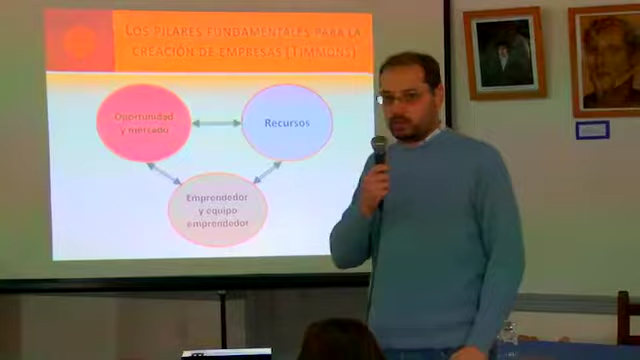 LOS PILARES FUNDAMENTALES PARA LA
CREACIÓN DE EMPRESAS (TIMMONS)
Oportunidad
y mercado
Recursos
Emprendedor
y equipo
emprendedor